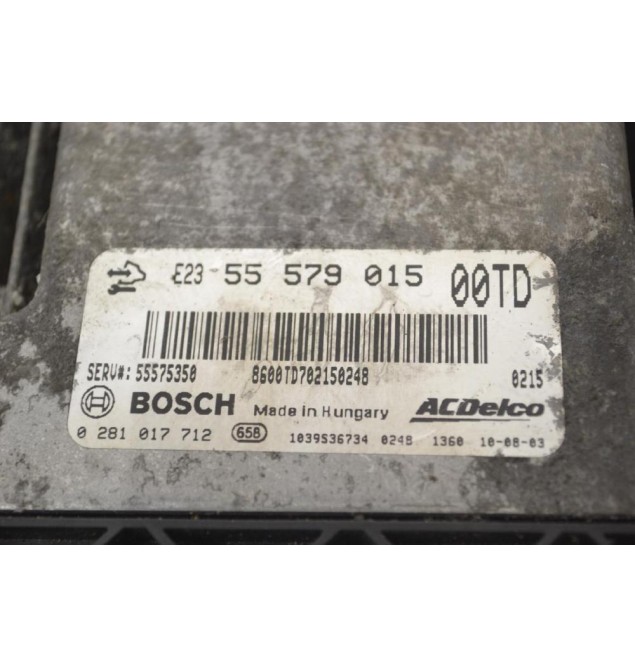 E23 55 579 015 00TD
SERV#: 55575350 8600TD702150248 0215
BOSCH Made in Hungary ACDelco
0 281 017 712 658 1039S36734 0248 1360 10-08-03